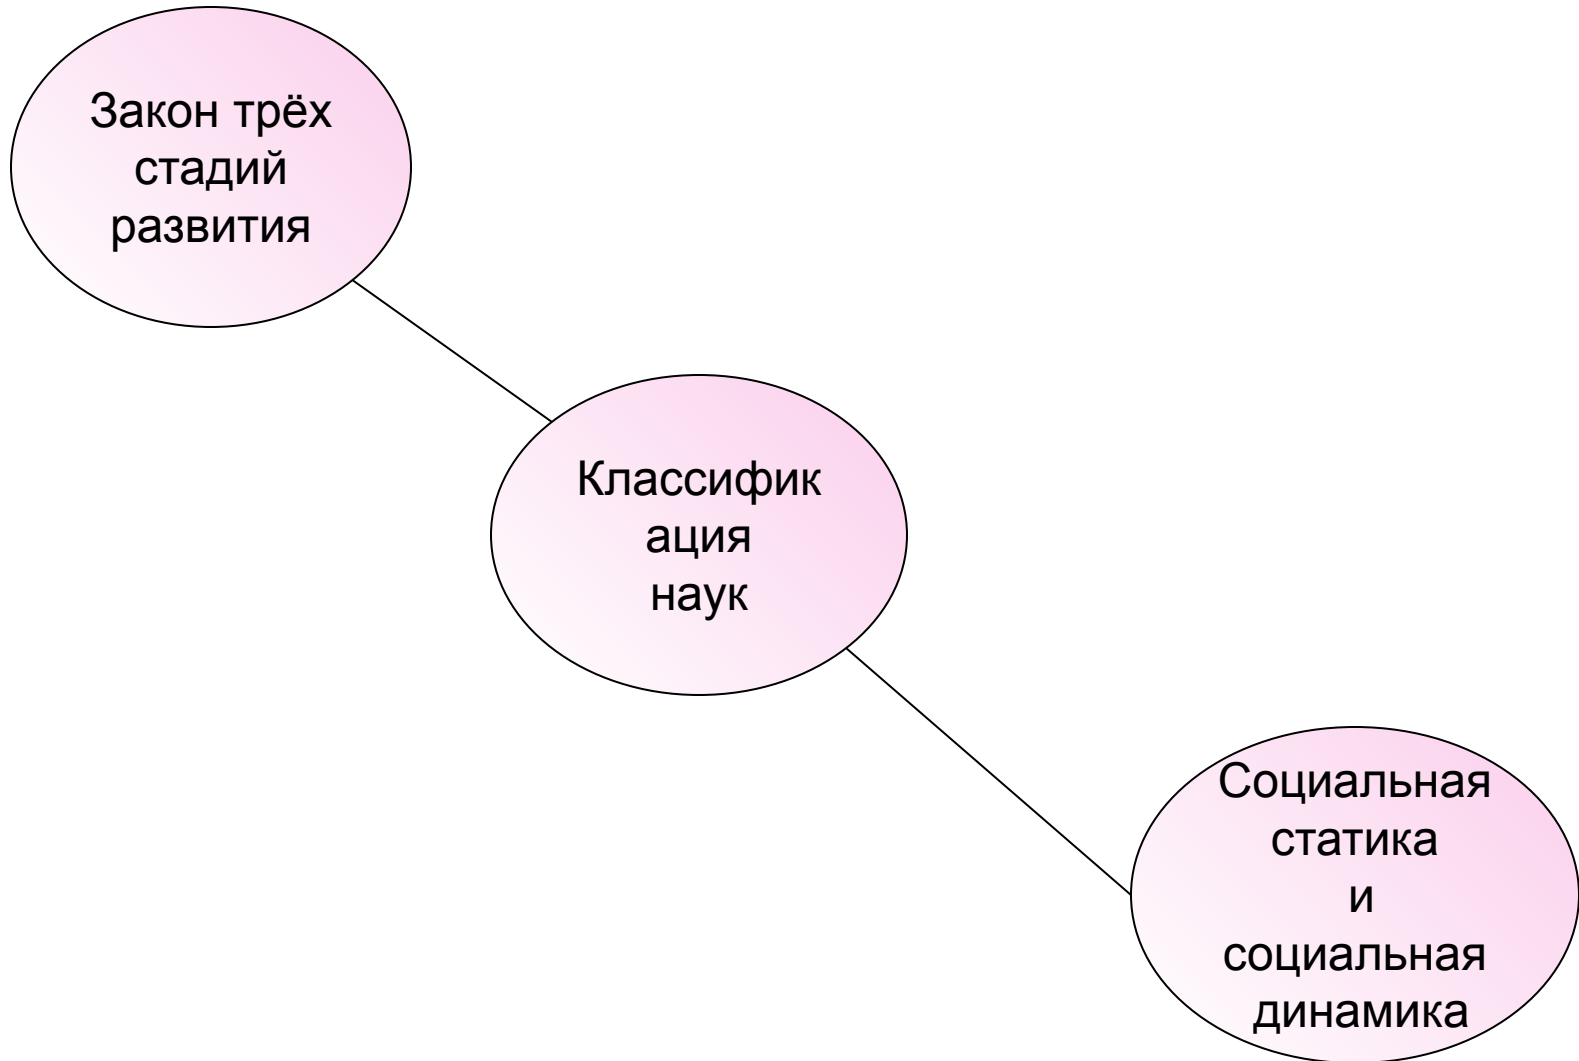 Закон трёх
стадий
развития
Классифик
ация
наук
Социальная
статика
и
социальная
динамика